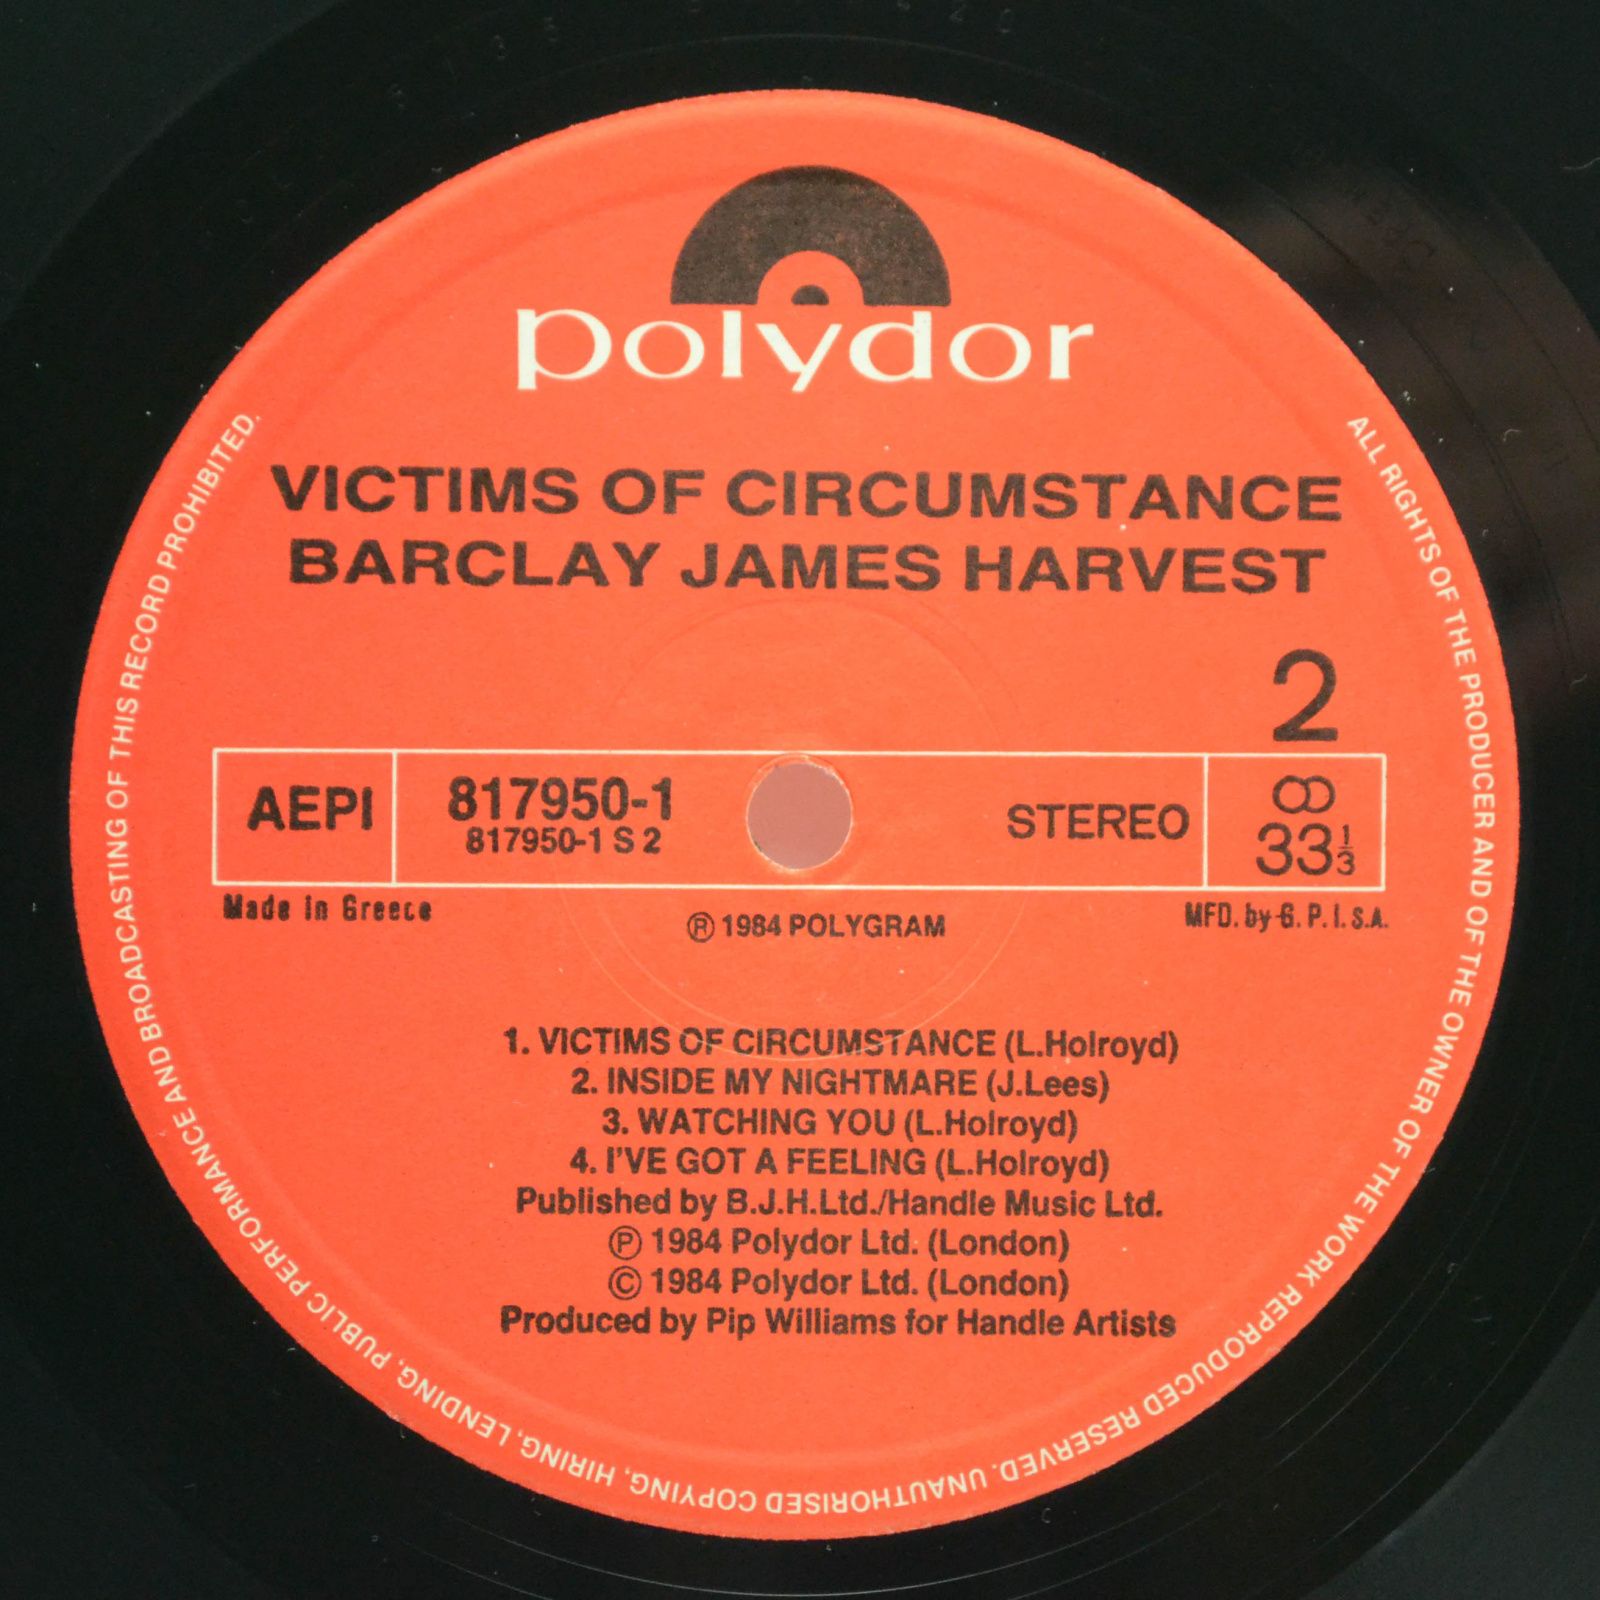 polydor
VICTIMS OF CIRCUMSTANCE
BARCLAY JAMES HARVEST
2
AEPI
817950-1
817950-1 S 2
STEREO
33⅓
Made in Greece
Ⓡ 1984 POLYGRAM
MFD. by G. P. I. S.A.
1. VICTIMS OF CIRCUMSTANCE (L.Holroyd)
2. INSIDE MY NIGHTMARE (J.Lees)
3. WATCHING YOU (L.Holroyd)
4. I'VE GOT A FEELING (L.Holroyd)
Published by B.J.H.Ltd./Handle Music Ltd.
Ⓟ 1984 Polydor Ltd. (London)
© 1984 Polydor Ltd. (London)
Produced by Pip Williams for Handle Artists
ALL RIGHTS OF THE PRODUCER AND OF THE OWNER OF THE WORK REPRODUCED RESERVED. UNAUTHORISED COPYING, HIRING, LENDING, PUBLIC PERFORMANCE AND BROADCASTING OF THIS RECORD PROHIBITED.